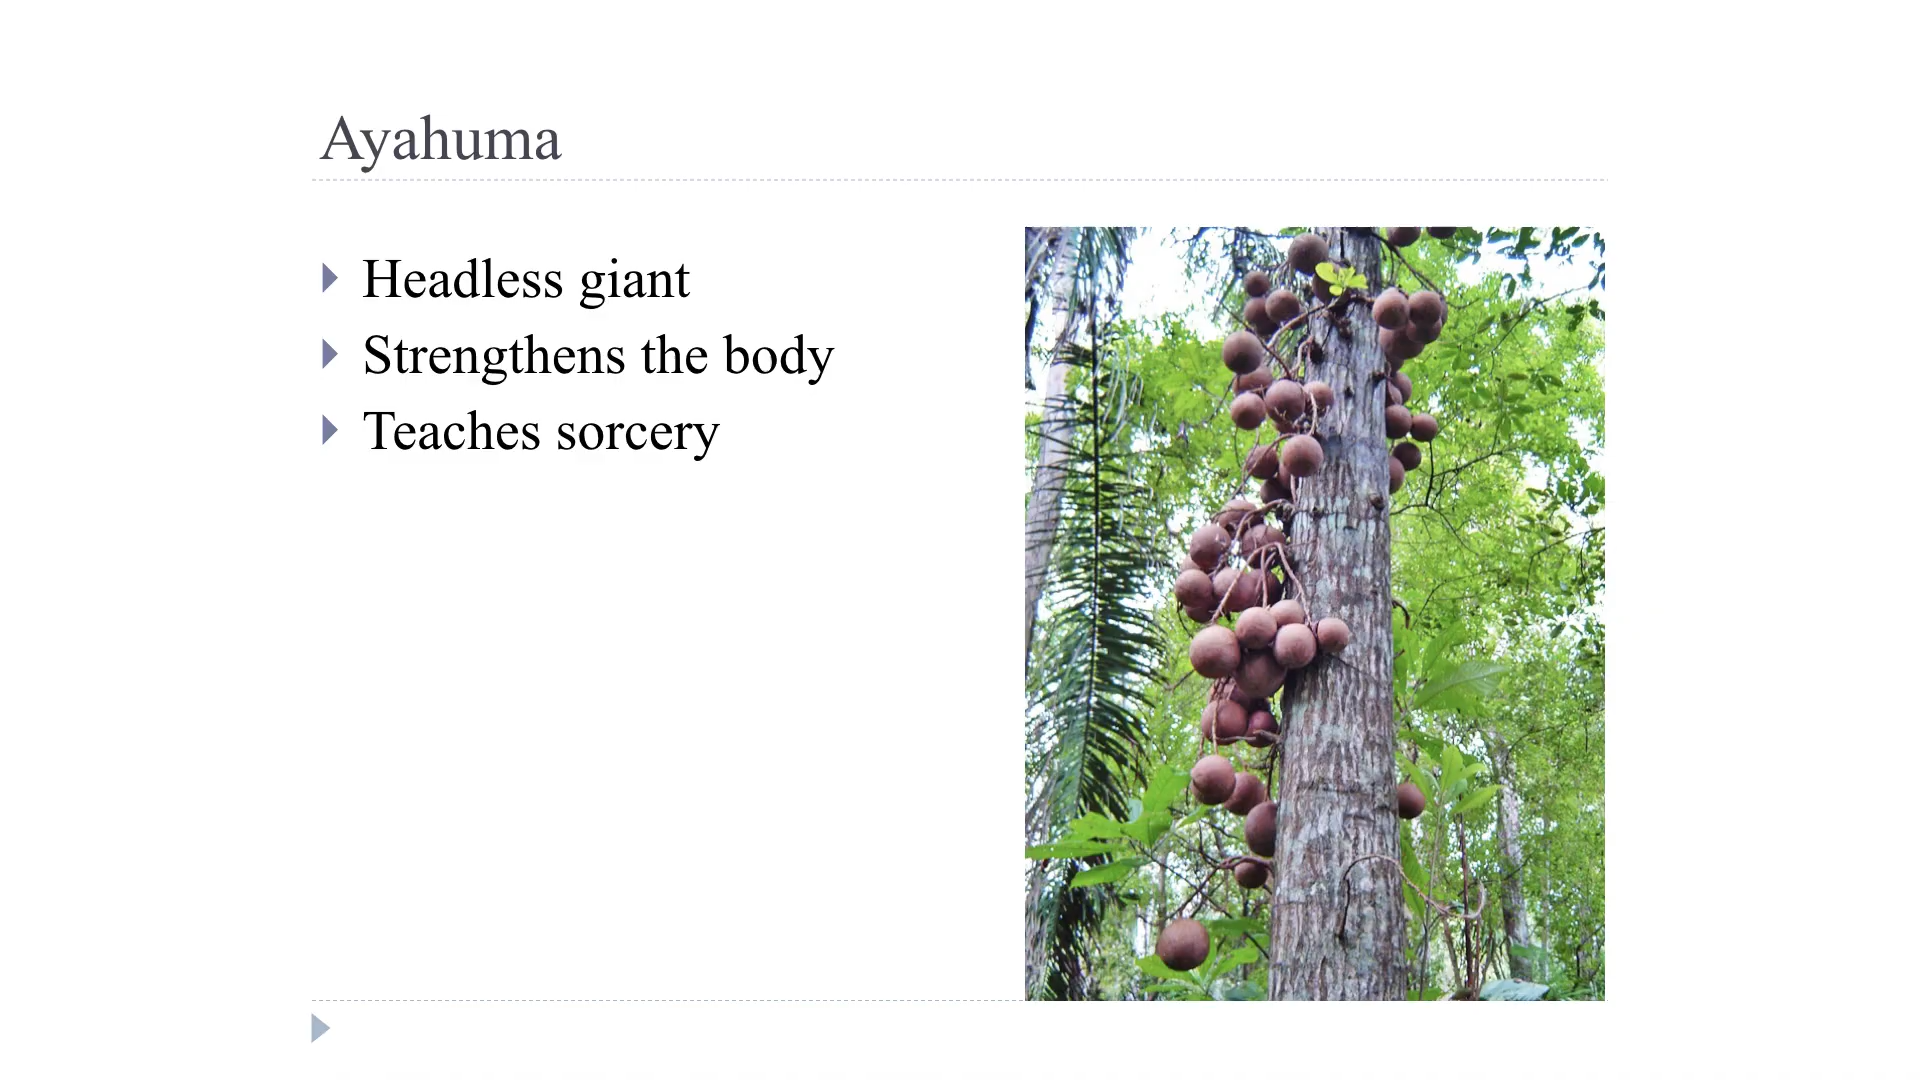 Ayahuma
Headless giant
Strengthens the body
Teaches sorcery